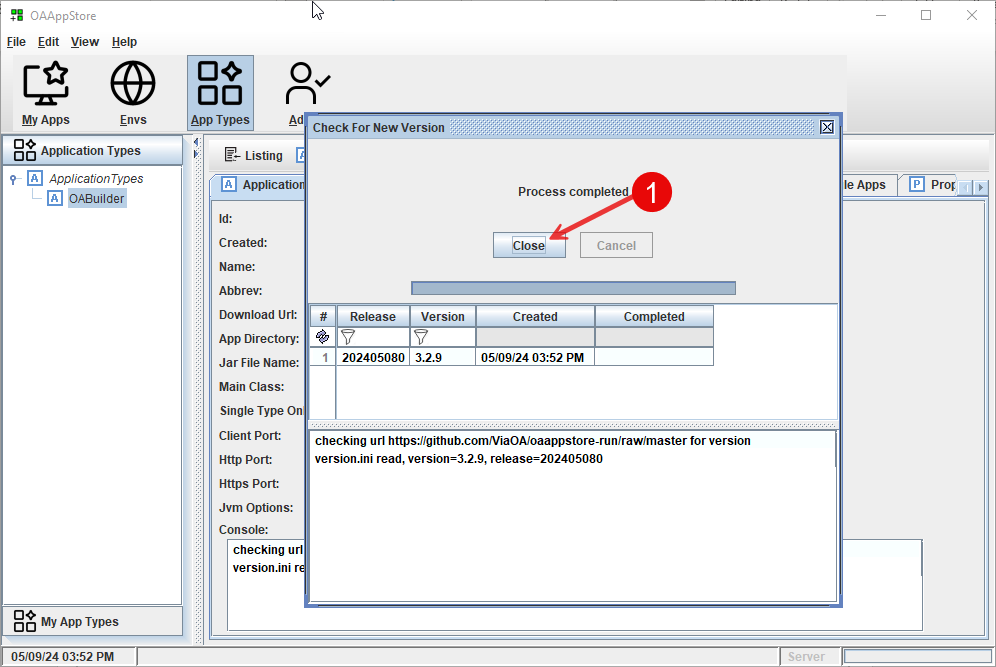 OAAppStore
File Edit View Help
My Apps Envs App Types Ad
Application Types
ApplicationTypes
OABuilder
My App Types
Listing
Application
le Apps
Prop
Id:
Created:
Name:
Abbrev:
Download Url:
App Directory:
Jar File Name:
Main Class:
Single Type Onl
Client Port:
Http Port:
Https Port:
Jvm Options:
Console:
checking url
version.ini re
Check For New Version
Process completed
1
Close Cancel
# Release Version Created Completed
1 202405080 3.2.9 05/09/24 03:52 PM
checking url https://github.com/ViaOA/oaappstore-run/raw/master for version
version.ini read, version=3.2.9, release=202405080
05/09/24 03:52 PM
Server